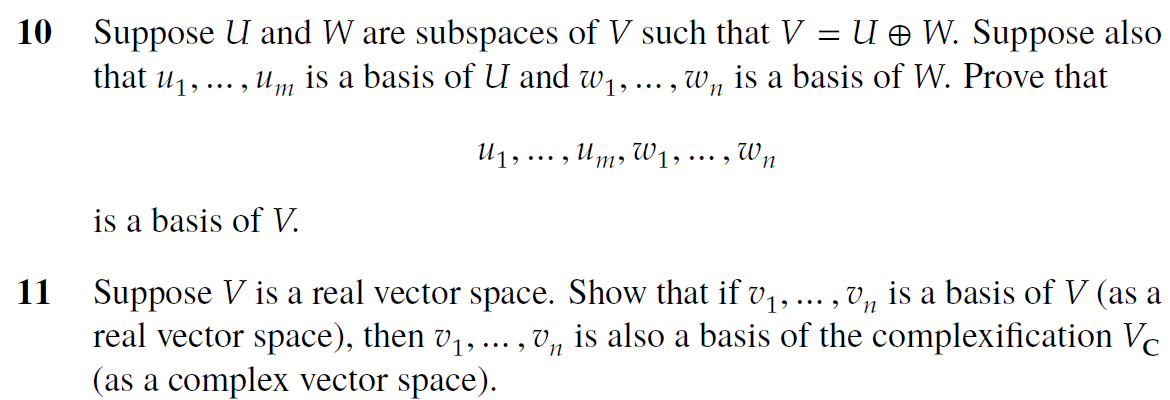 10 Suppose U and W are subspaces of V such that V = U ⊕ W. Suppose also
that u₁, … , uₘ is a basis of U and w₁, … , wₙ is a basis of W. Prove that
u₁, … , uₘ, w₁, … , wₙ
is a basis of V.
11 Suppose V is a real vector space. Show that if v₁, … , vₙ is a basis of V (as a
real vector space), then v₁, … , vₙ is also a basis of the complexification V_C
(as a complex vector space).